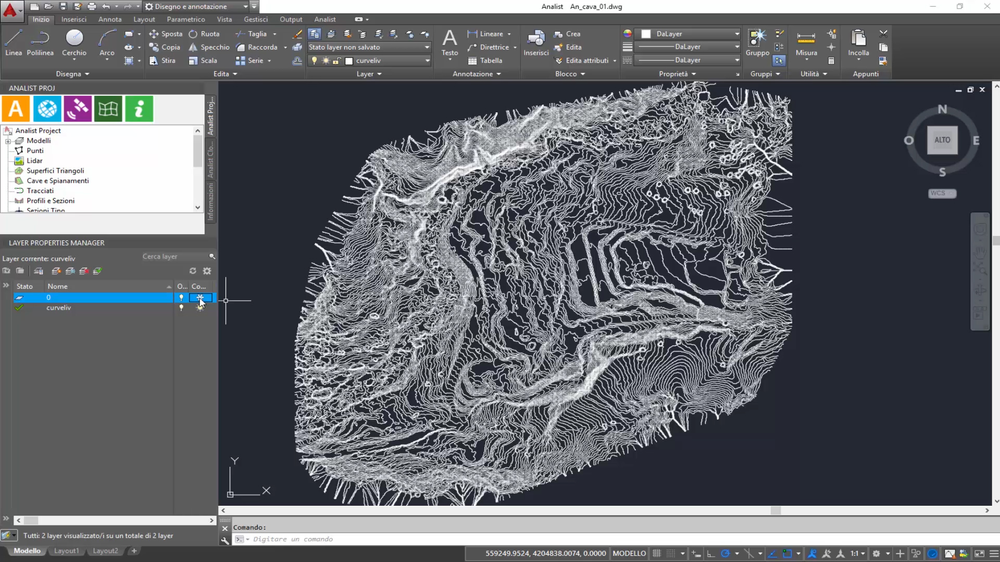 Disegno e annotazione
Analist An_cava_01.dwg
Inizio Inserisci Annota Layout Parametrico Vista Gestisci Output Analist
Linea Polilinea Cerchio Arco
Sposta Ruota Taglia
Copia Specchio Raccorda
Stira Scala Serie
Stato layer non salvato
curveliv
Testo
Lineare
Direttrice
Tabella
Inserisci
Crea
Edita
Edita attributi
DaLayer
DaLayer
DaLayer
Gruppo
Misura
Incolla
Disegna Edita Layer Annotazione Blocco Proprietà Gruppi Utilità Appunti
ANALIST PROJ
A
i
Analist Project
Modelli
Punti
Lidar
Superfici Triangoli
Cave e Spianamenti
Tracciati
Profili e Sezioni
Sezioni Tipo
Analist Proj...
Analist Clo...
Informazioni
LAYER PROPERTIES MANAGER
Layer corrente: curveliv
Cerca layer
Stato Nome O... Co...
0
curveliv
Tutti: 2 layer visualizzato/i su un totale di 2 layer
Modello Layout1 Layout2 +
N
O ALTO E
S
WCS
Y
X
Comando:
Digitare un comando
559249.9524, 4204838.0074, 0.0000 MODELLO
1:1